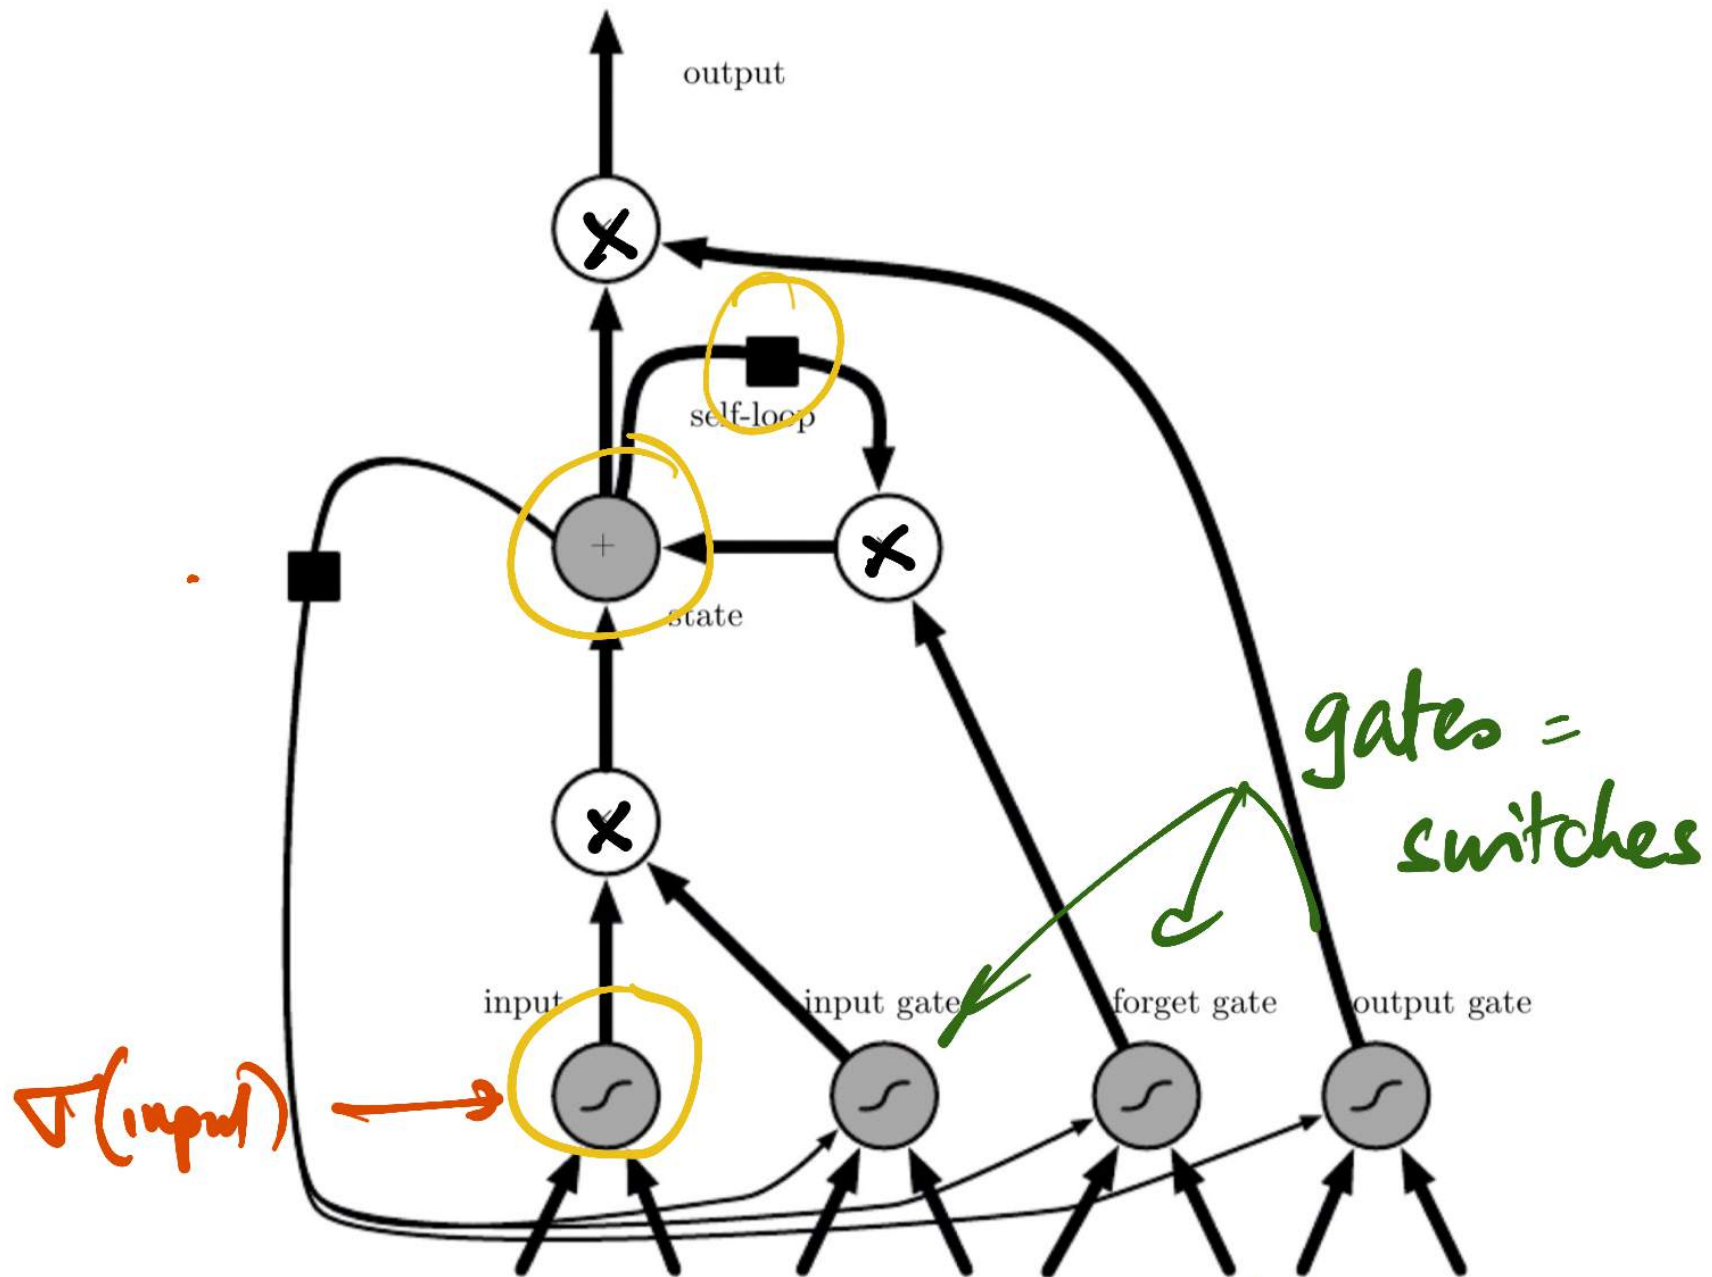 output
×
self-loop
+
×
state
gates =
switches
×
input
input gate
forget gate
output gate
σ(input)